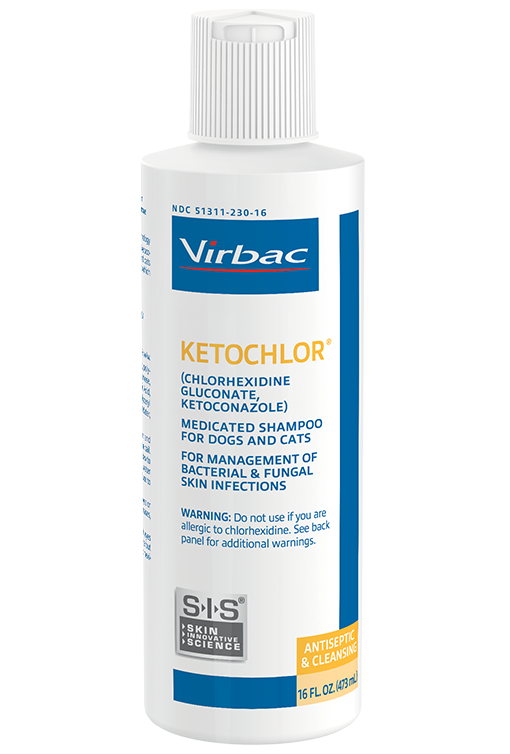 NDC 51311-230-16
Virbac
KETOCHLOR®
(CHLORHEXIDINE
GLUCONATE,
KETOCONAZOLE)
MEDICATED SHAMPOO
FOR DOGS AND CATS
FOR MANAGEMENT OF
BACTERIAL & FUNGAL
SKIN INFECTIONS
WARNING: Do not use if you are
allergic to chlorhexidine. See back
panel for additional warnings.
S·I·S®
SKIN
INNOVATIVE
SCIENCE
ANTISEPTIC
& CLEANSING
16 FL. OZ. (473 mL)